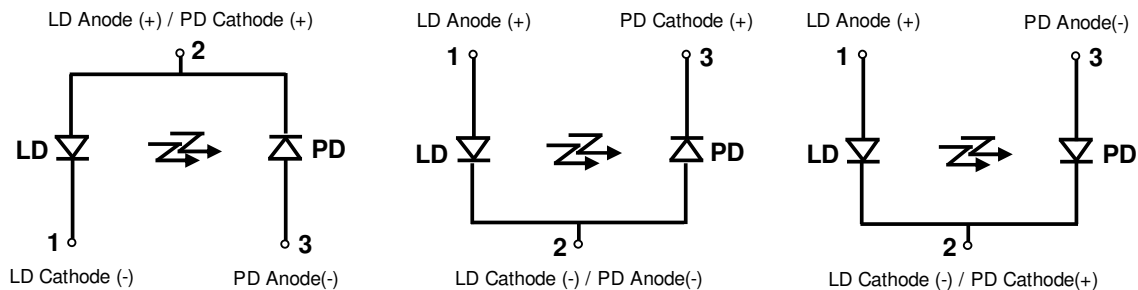 LD Anode (+) / PD Cathode (+)
2
LD
PD
1
3
LD Cathode (-)
PD Anode(-)
LD Anode (+)
PD Cathode (+)
1
3
LD
PD
2
LD Cathode (-) / PD Anode(-)
LD Anode (+)
PD Anode(-)
1
3
LD
PD
2
LD Cathode (-) / PD Cathode(+)